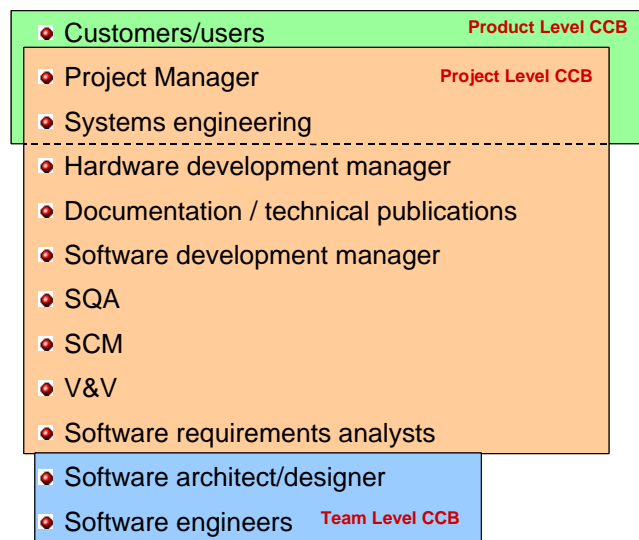 Customers/users Product Level CCB
Project Manager Project Level CCB
Systems engineering
Hardware development manager
Documentation / technical publications
Software development manager
SQA
SCM
V&V
Software requirements analysts
Software architect/designer
Software engineers Team Level CCB